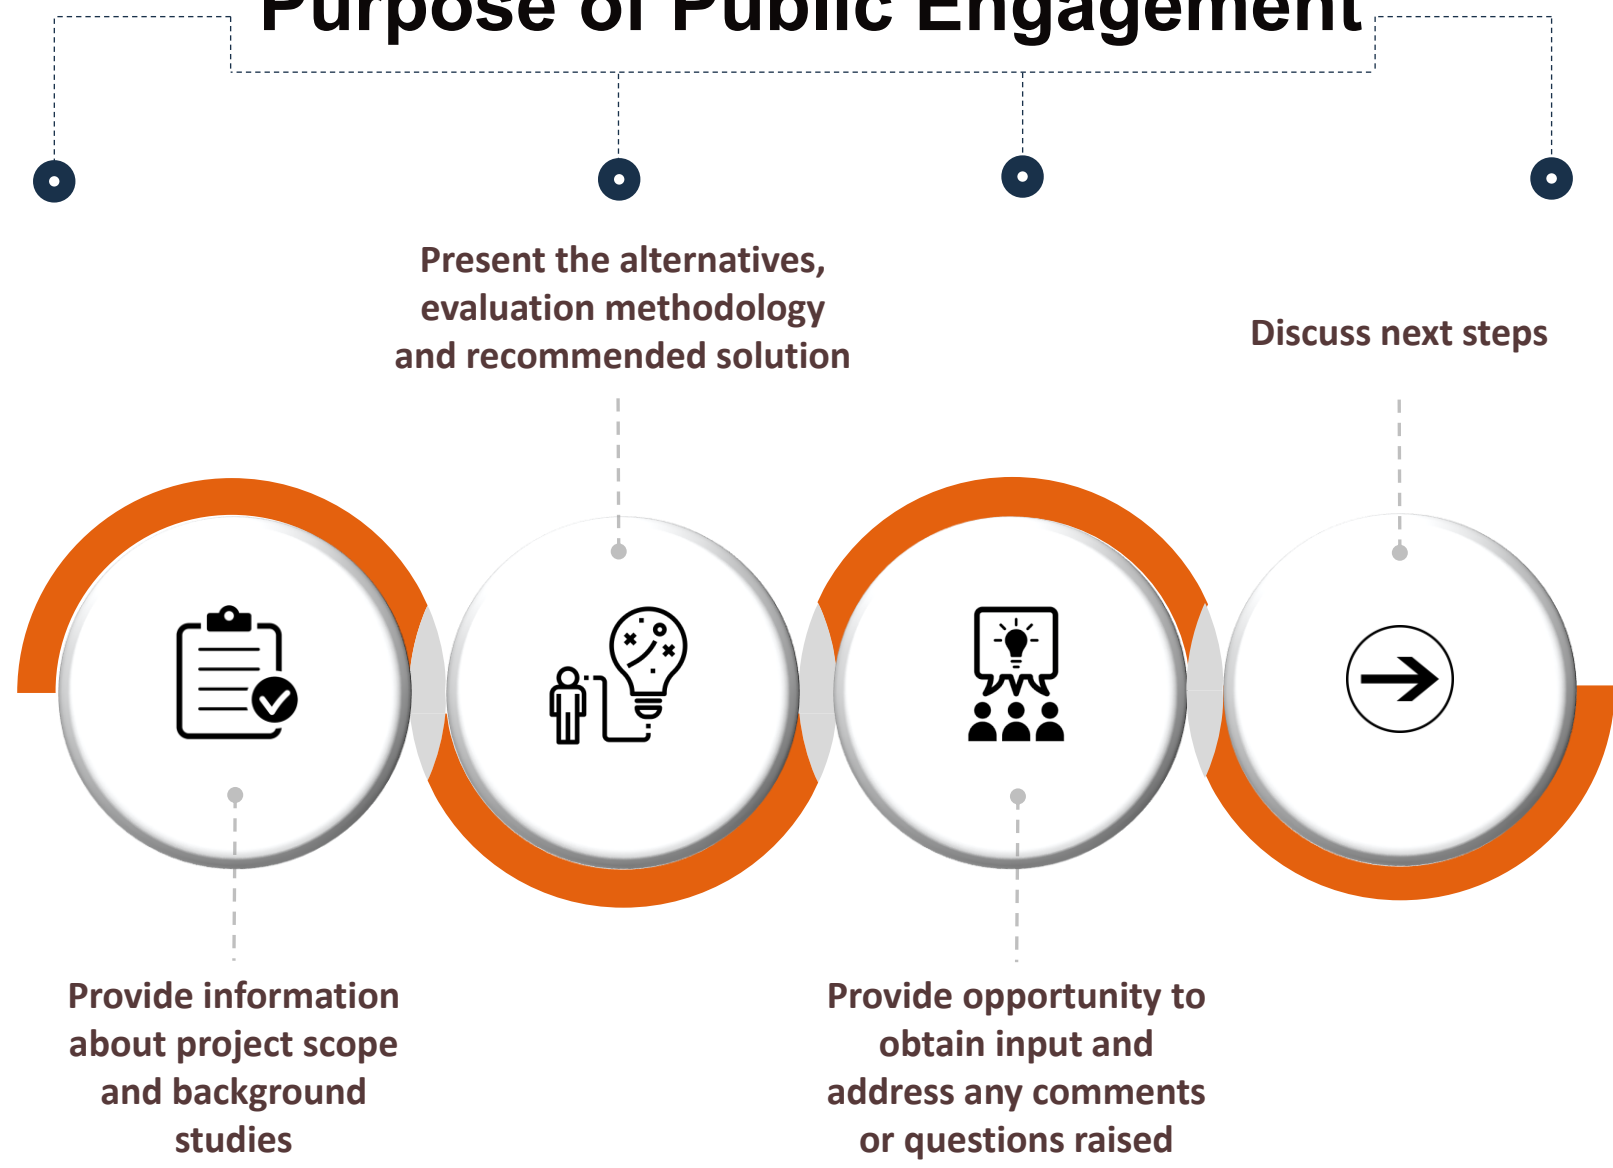 Purpose of Public Engagement
Provide information
about project scope
and background
studies
Present the alternatives,
evaluation methodology
and recommended solution
Provide opportunity to
obtain input and
address any comments
or questions raised
Discuss next steps